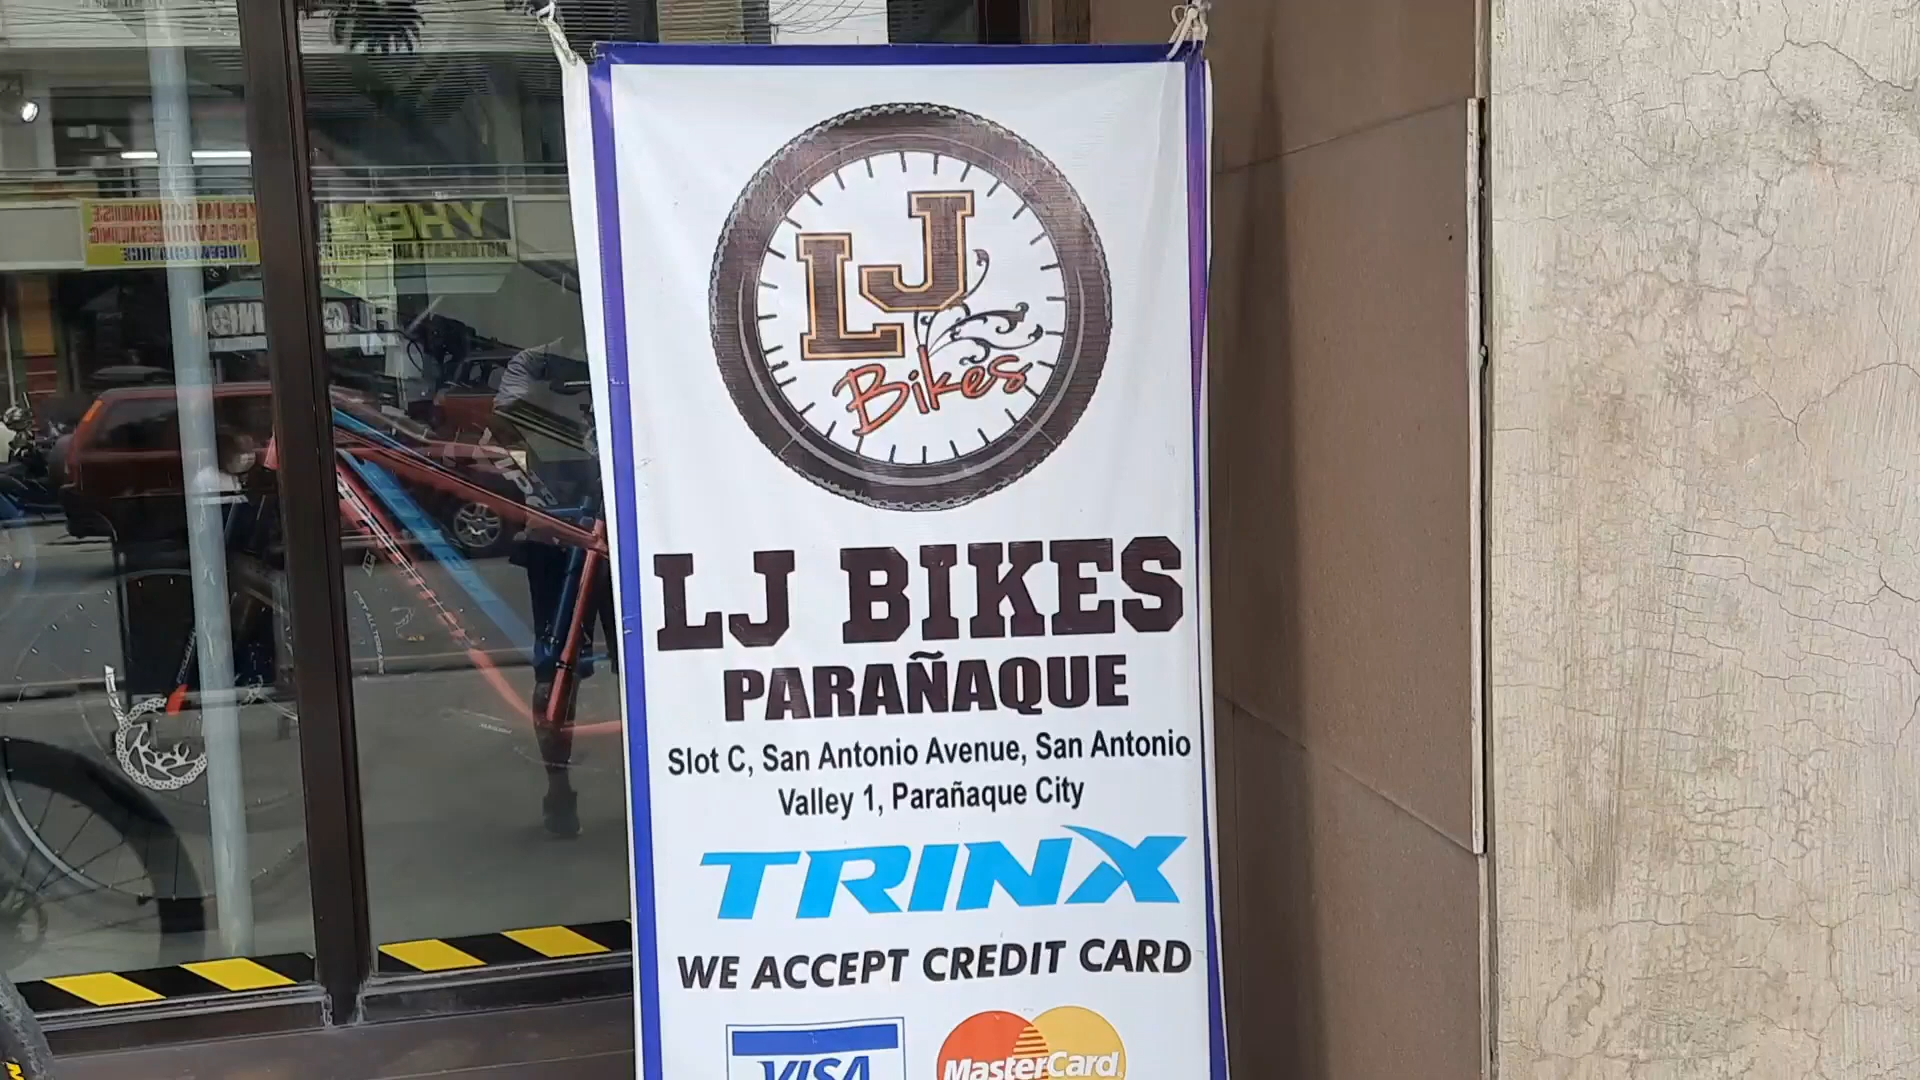 LJ
Bikes
LJ BIKES
PARAÑAQUE
Slot C, San Antonio Avenue, San Antonio
Valley 1, Parañaque City
TRINX
WE ACCEPT CREDIT CARD
VISA
MasterCard